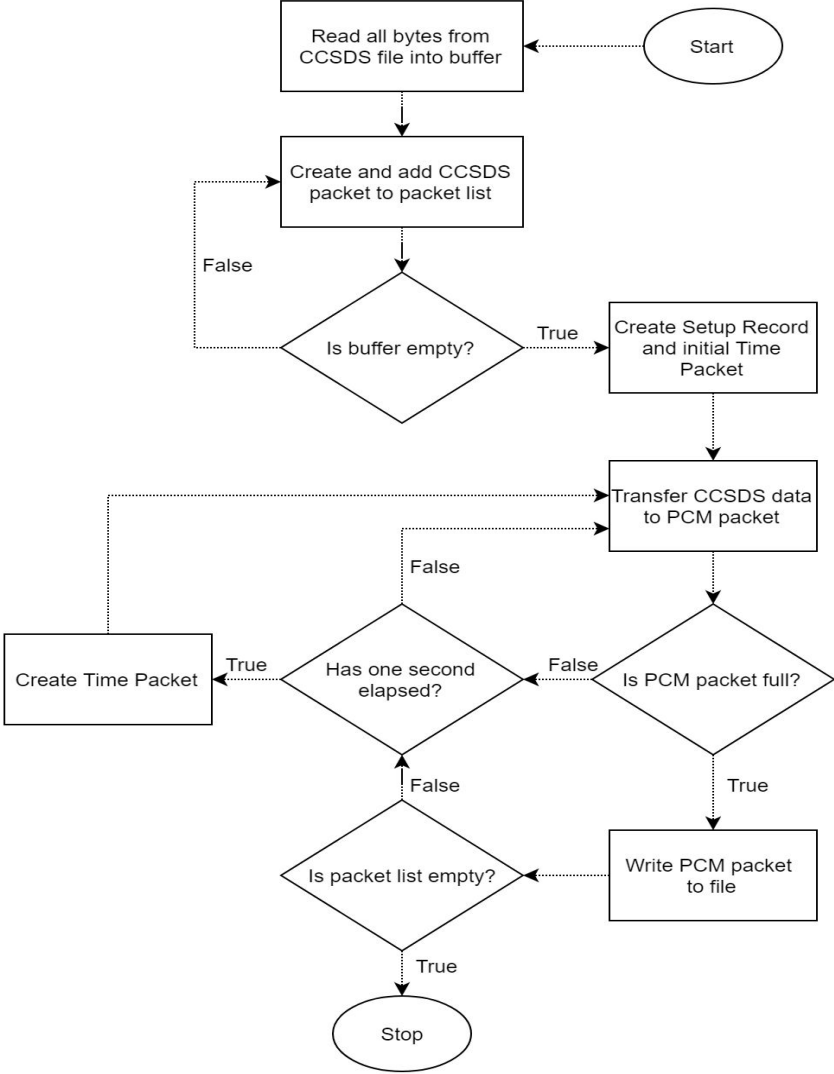 Read all bytes from
CCSDS file into buffer
Start
Create and add CCSDS
packet to packet list
False
Is buffer empty?
True
Create Setup Record
and initial Time
Packet
Transfer CCSDS data
to PCM packet
False
Create Time Packet
True
Has one second
elapsed?
False
Is PCM packet full?
False
True
Is packet list empty?
Write PCM packet
to file
True
Stop